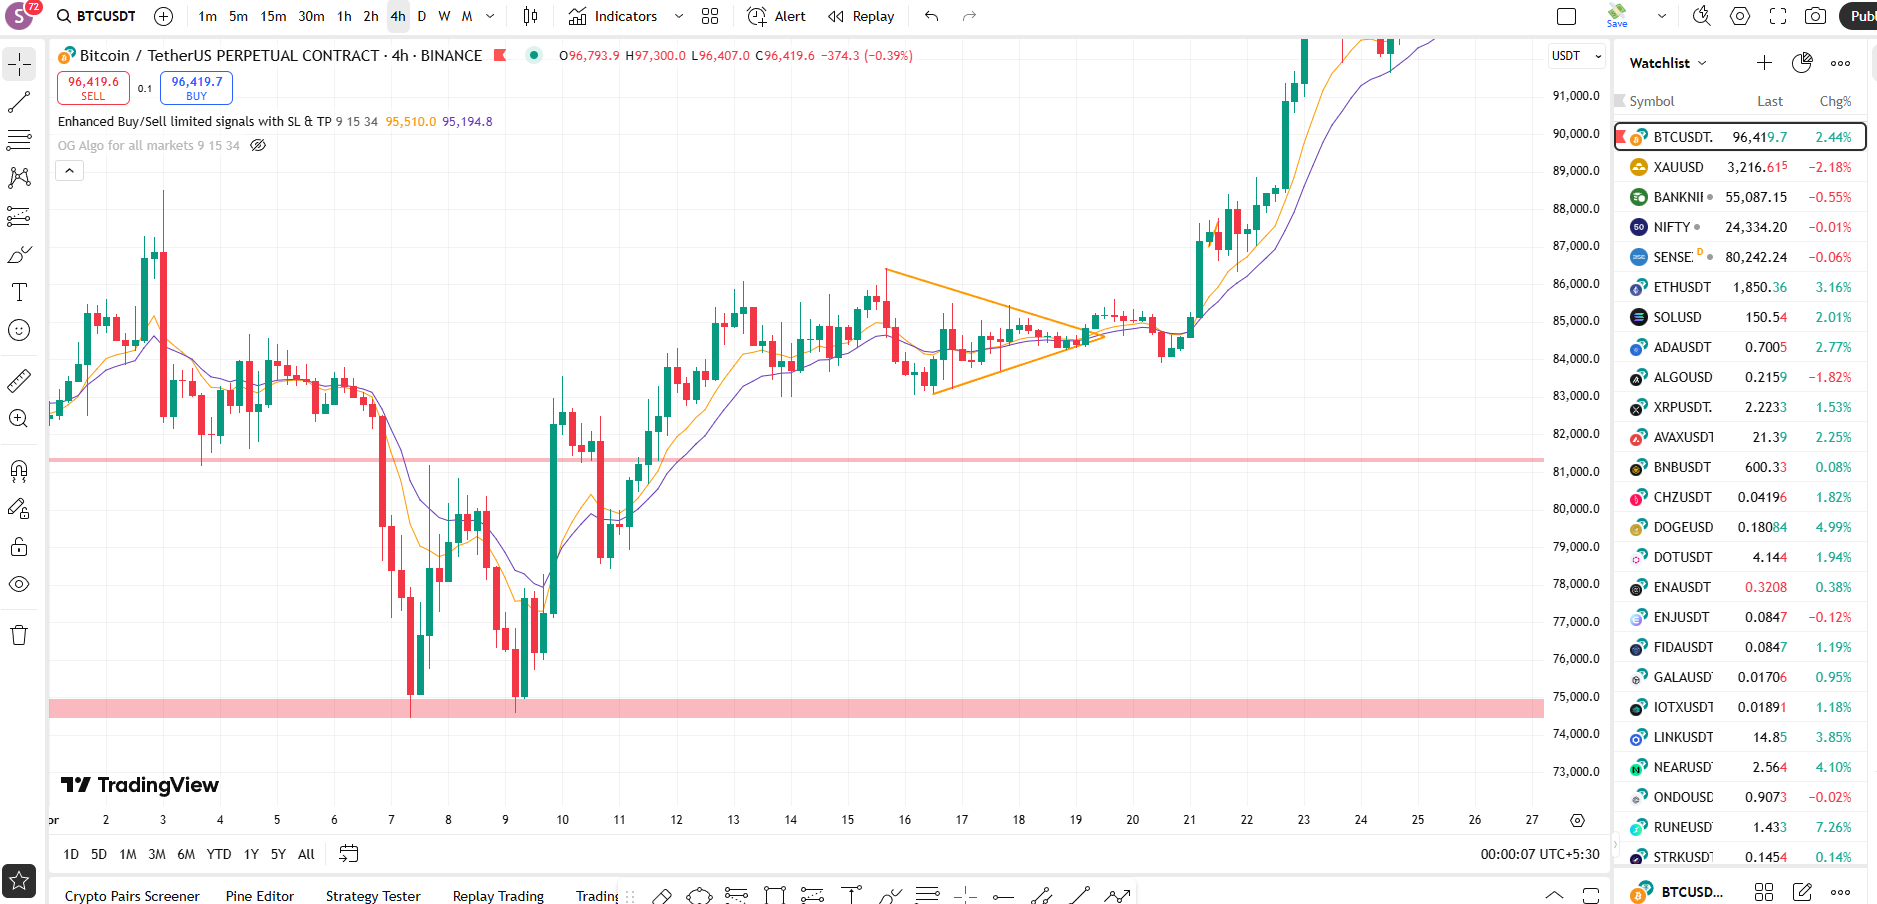 S 72 BTCUSDT 1m 5m 15m 30m 1h 2h 4h D W M Indicators Alert Replay Save Publ
Bitcoin / TetherUS PERPETUAL CONTRACT · 4h · BINANCE O96,793.9 H97,300.0 L96,407.0 C96,419.6 −374.3 (−0.39%)
96,419.6 SELL 0.1 96,419.7 BUY
Enhanced Buy/Sell limited signals with SL & TP 9 15 34 95,510.0 95,194.8
OG Algo for all markets 9 15 34
USDT
91,000.0
90,000.0
89,000.0
88,000.0
87,000.0
86,000.0
85,000.0
84,000.0
83,000.0
82,000.0
81,000.0
80,000.0
79,000.0
78,000.0
77,000.0
76,000.0
75,000.0
74,000.0
73,000.0
TradingView
or 2 3 4 5 6 7 8 9 10 11 12 13 14 15 16 17 18 19 20 21 22 23 24 25 26 27
1D 5D 1M 3M 6M YTD 1Y 5Y All 00:00:07 UTC+5:30
Crypto Pairs Screener Pine Editor Strategy Tester Replay Trading Trading
Watchlist
Symbol Last Chg%
BTCUSDT. 96,419.7 2.44%
XAUUSD 3,216.615 −2.18%
BANKNIF 55,087.15 −0.55%
50 NIFTY 24,334.20 −0.01%
SENSE: D 80,242.24 −0.06%
ETHUSDT 1,850.36 3.16%
SOLUSD 150.54 2.01%
ADAUSDT 0.7005 2.77%
ALGOUSD 0.2159 −1.82%
XRPUSDT. 2.2233 1.53%
AVAXUSDT 21.39 2.25%
BNBUSDT 600.33 0.08%
CHZUSDT 0.04196 1.82%
DOGEUSD 0.18084 4.99%
DOTUSDT 4.144 1.94%
ENAUSDT 0.3208 0.38%
ENJUSDT 0.0847 −0.12%
FIDAUSDT 0.0847 1.19%
GALAUSD 0.01706 0.95%
IOTXUSDT 0.01891 1.18%
LINKUSDT 14.85 3.85%
NEARUSD 2.564 4.10%
ONDOUSD 0.9073 −0.02%
RUNEUSD 1.433 7.26%
STRKUSDT 0.1454 0.14%
BTCUSD...